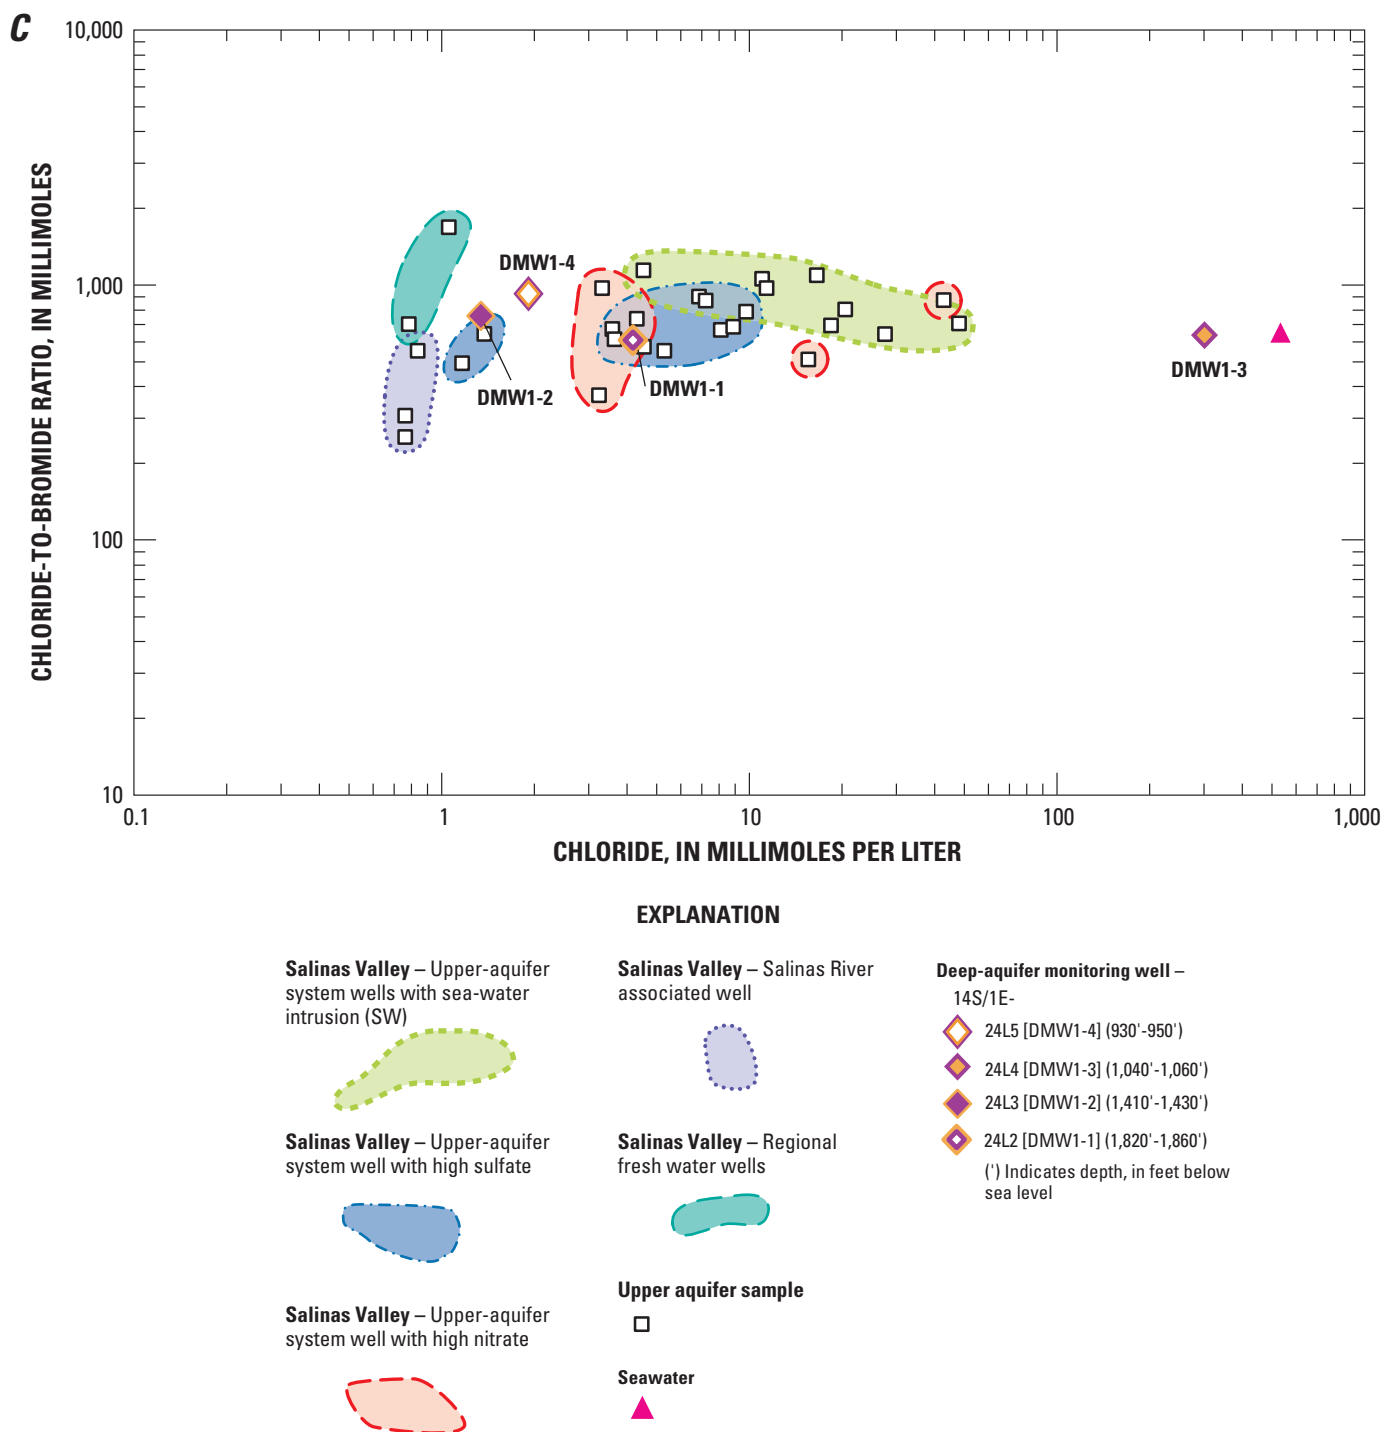 C
10,000
1,000
100
10
CHLORIDE-TO-BROMIDE RATIO, IN MILLIMOLES
DMW1-4
DMW1-2
DMW1-1
DMW1-3
0.1
1
10
100
1,000
CHLORIDE, IN MILLIMOLES PER LITER
EXPLANATION
Salinas Valley – Upper-aquifer
system wells with sea-water
intrusion (SW)
Salinas Valley – Upper-aquifer
system well with high sulfate
Salinas Valley – Upper-aquifer
system well with high nitrate
Salinas Valley – Salinas River
associated well
Salinas Valley – Regional
fresh water wells
Upper aquifer sample
Seawater
Deep-aquifer monitoring well –
14S/1E-
24L5 [DMW1-4] (930'-950')
24L4 [DMW1-3] (1,040'-1,060')
24L3 [DMW1-2] (1,410'-1,430')
24L2 [DMW1-1] (1,820'-1,860')
(') Indicates depth, in feet below
sea level